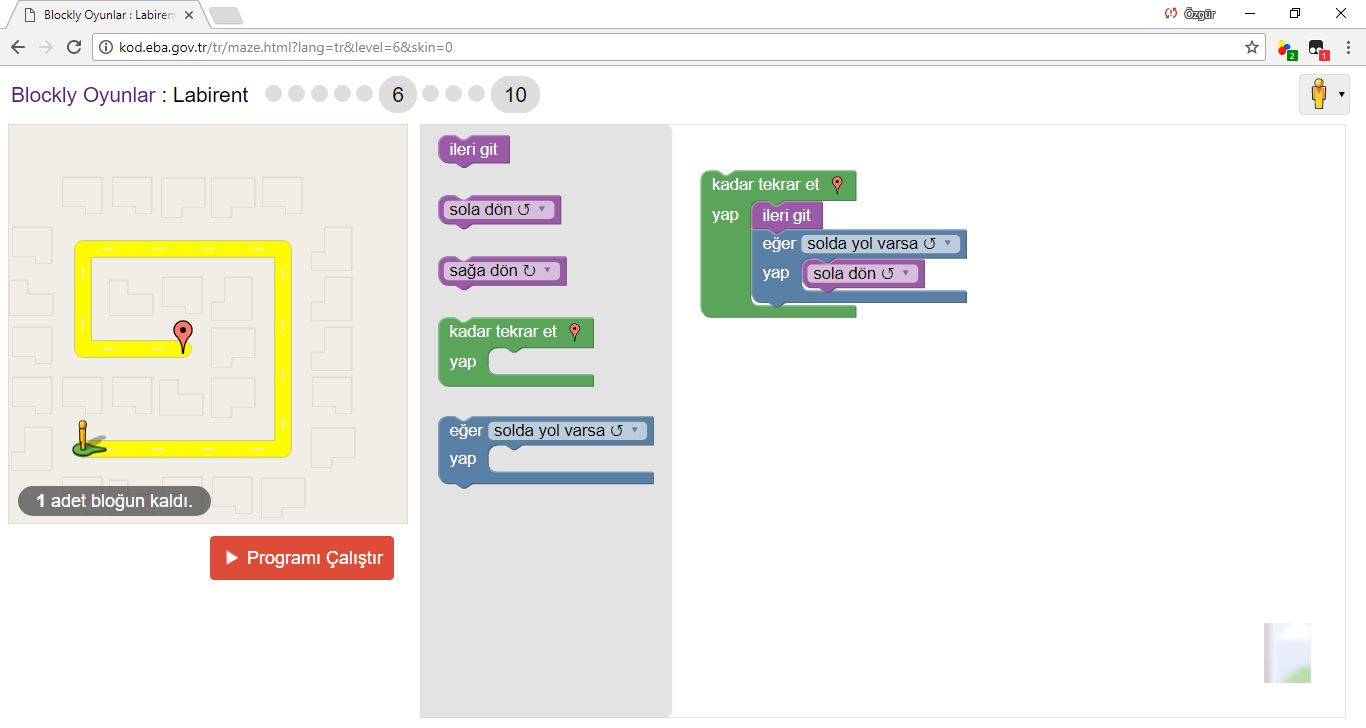 Blockly Oyunlar : Labirent
Özgür
kod.eba.gov.tr/tr/maze.html?lang=tr&level=6&skin=0
2
1
Blockly Oyunlar : Labirent
6
10
1 adet bloğun kaldı.
Programı Çalıştır
ileri git
sola dön ↺
sağa dön ↻
kadar tekrar et
yap
eğer solda yol varsa ↺
yap
kadar tekrar et
yap
ileri git
eğer solda yol varsa ↺
yap
sola dön ↺